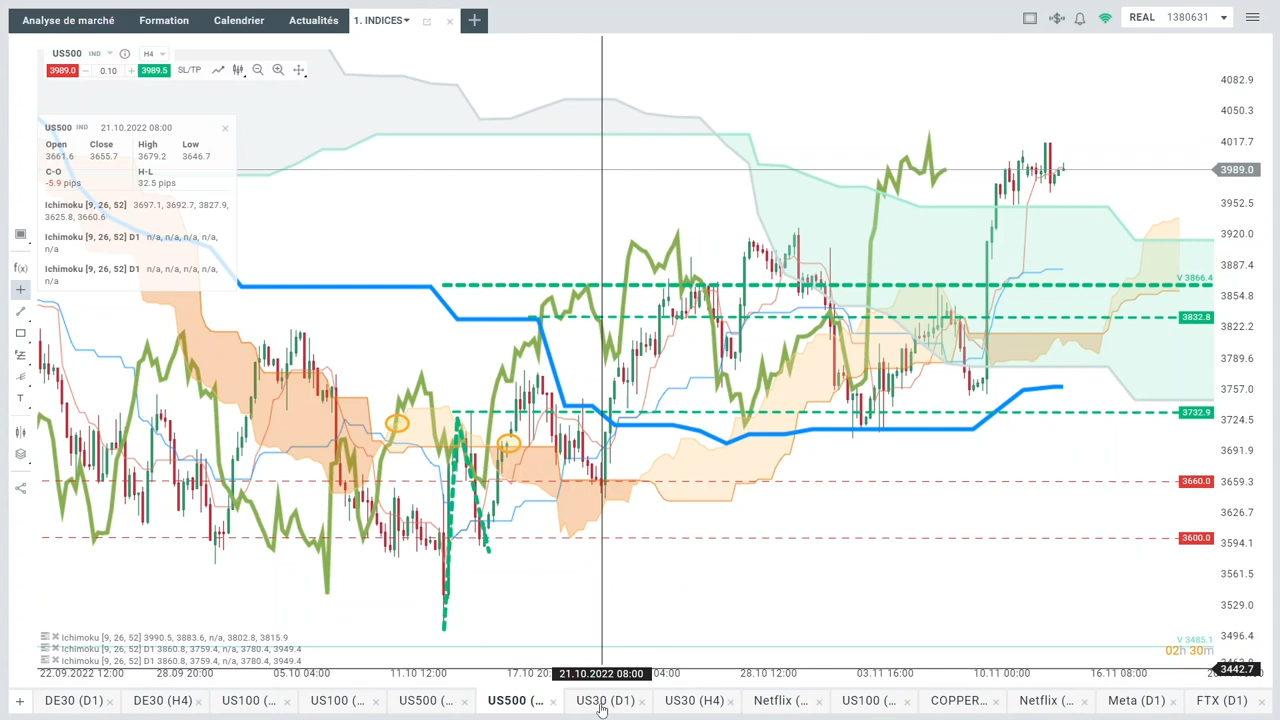 Analyse de marché Formation Calendrier Actualités 1. INDICES REAL 1380631
US500 IND H4
3989.0 0.10 3989.5 SL/TP
US500 IND 21.10.2022 08:00
Open Close High Low
3661.6 3655.7 3679.2 3646.7
C-O H-L
-5.9 pips 32.5 pips
Ichimoku [9, 26, 52] 3697.1, 3692.7, 3827.9,
3625.8, 3660.6
Ichimoku [9, 26, 52] D1 n/a, n/a, n/a, n/a,
n/a
Ichimoku [9, 26, 52] D1 n/a, n/a, n/a, n/a,
n/a
f(x)
T
4082.9
4050.3
4017.7
3989.0
3952.5
3920.0
3887.4
V 3866.4
3854.8
3832.8
3822.2
3789.6
3757.0
3732.9
3724.5
3691.9
3660.0
3659.3
3626.7
3600.0
3594.1
3561.5
3529.0
V 3485.1
3496.4
02h 30m
3442.7
Ichimoku [9, 26, 52] 3990.5, 3883.6, n/a, 3802.8, 3815.9
Ichimoku [9, 26, 52] D1 3860.8, 3759.4, n/a, 3780.4, 3949.4
Ichimoku [9, 26, 52] D1 3860.8, 3759.4, n/a, 3780.4, 3949.4
22.09.2022 12:00 28.09 20:00 05.10 04:00 11.10 12:00 17.10 21.10.2022 08:00 04:00 28.10 12:00 03.11 16:00 10.11 00:00 16.11 08:00
DE30 (D1) DE30 (H4) US100 (... US100 (... US500 (... US500 (... US30 (D1) US30 (H4) Netflix (... US100 (... COPPER... Netflix (... Meta (D1) FTX (D1)